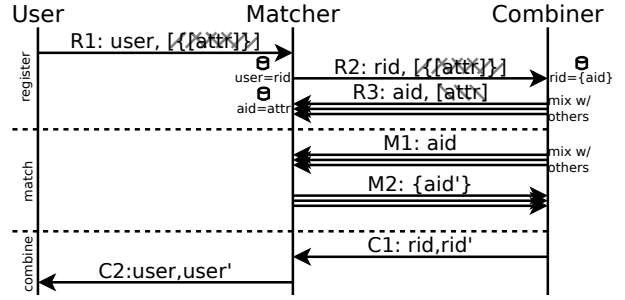 User Matcher Combiner
register
R1: user, [{[attr]}]
user=rid
R2: rid, [{[attr]}]
rid={aid}
R3: aid, [attr]
aid=attr
mix w/
others
match
M1: aid
mix w/
others
M2: {aid'}
combine
C1: rid,rid'
C2:user,user'